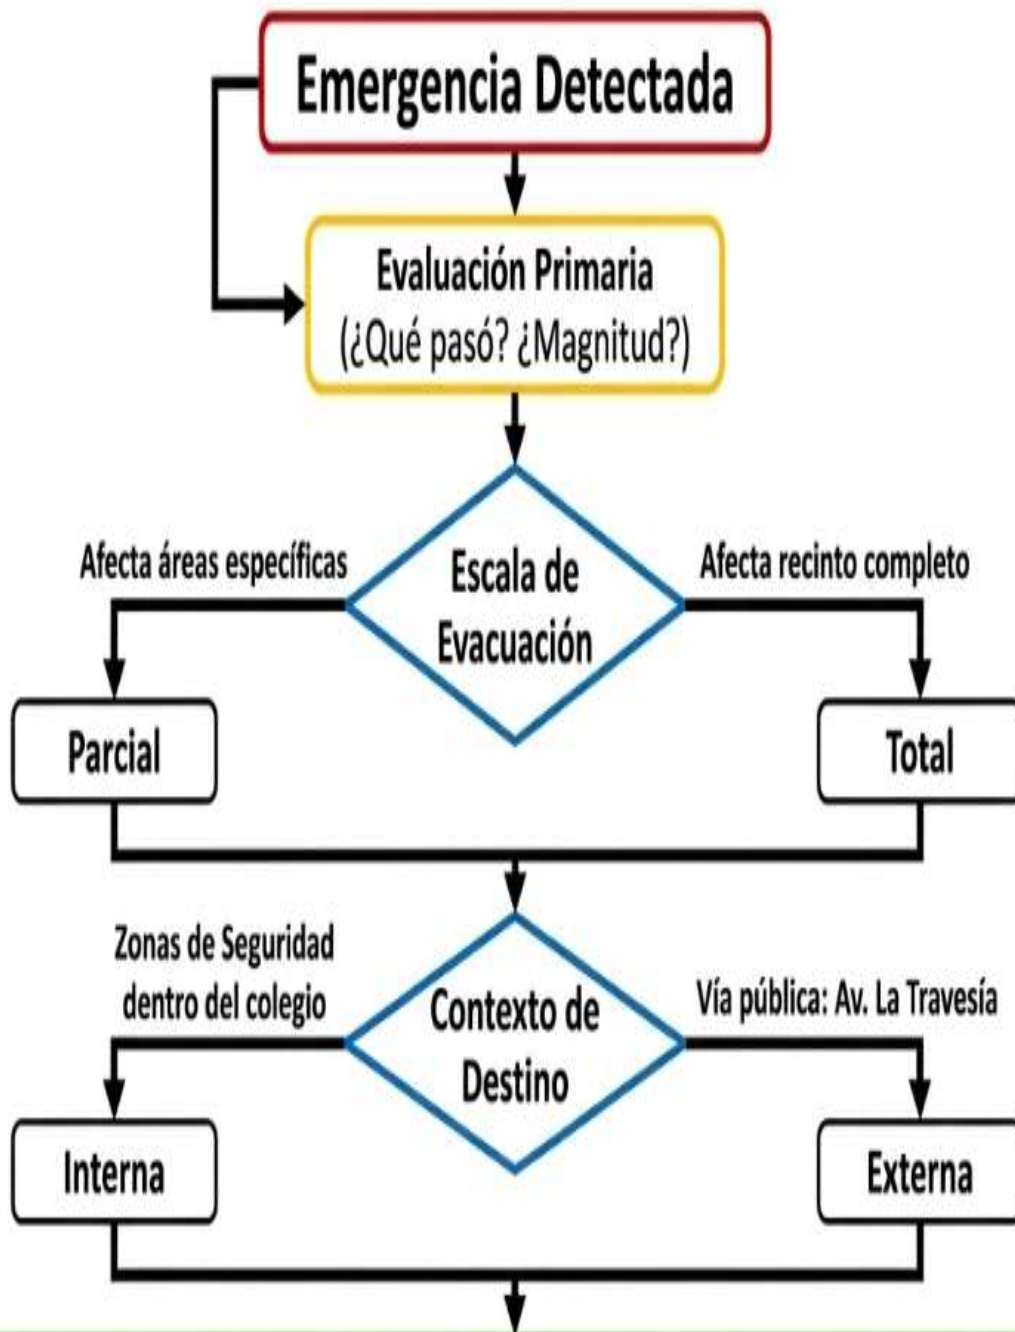 Emergencia Detectada
Evaluación Primaria
(¿Qué pasó? ¿Magnitud?)
Afecta áreas específicas
Escala de
Evacuación
Afecta recinto completo
Parcial
Total
Zonas de Seguridad
dentro del colegio
Contexto de
Destino
Vía pública: Av. La Travesía
Interna
Externa